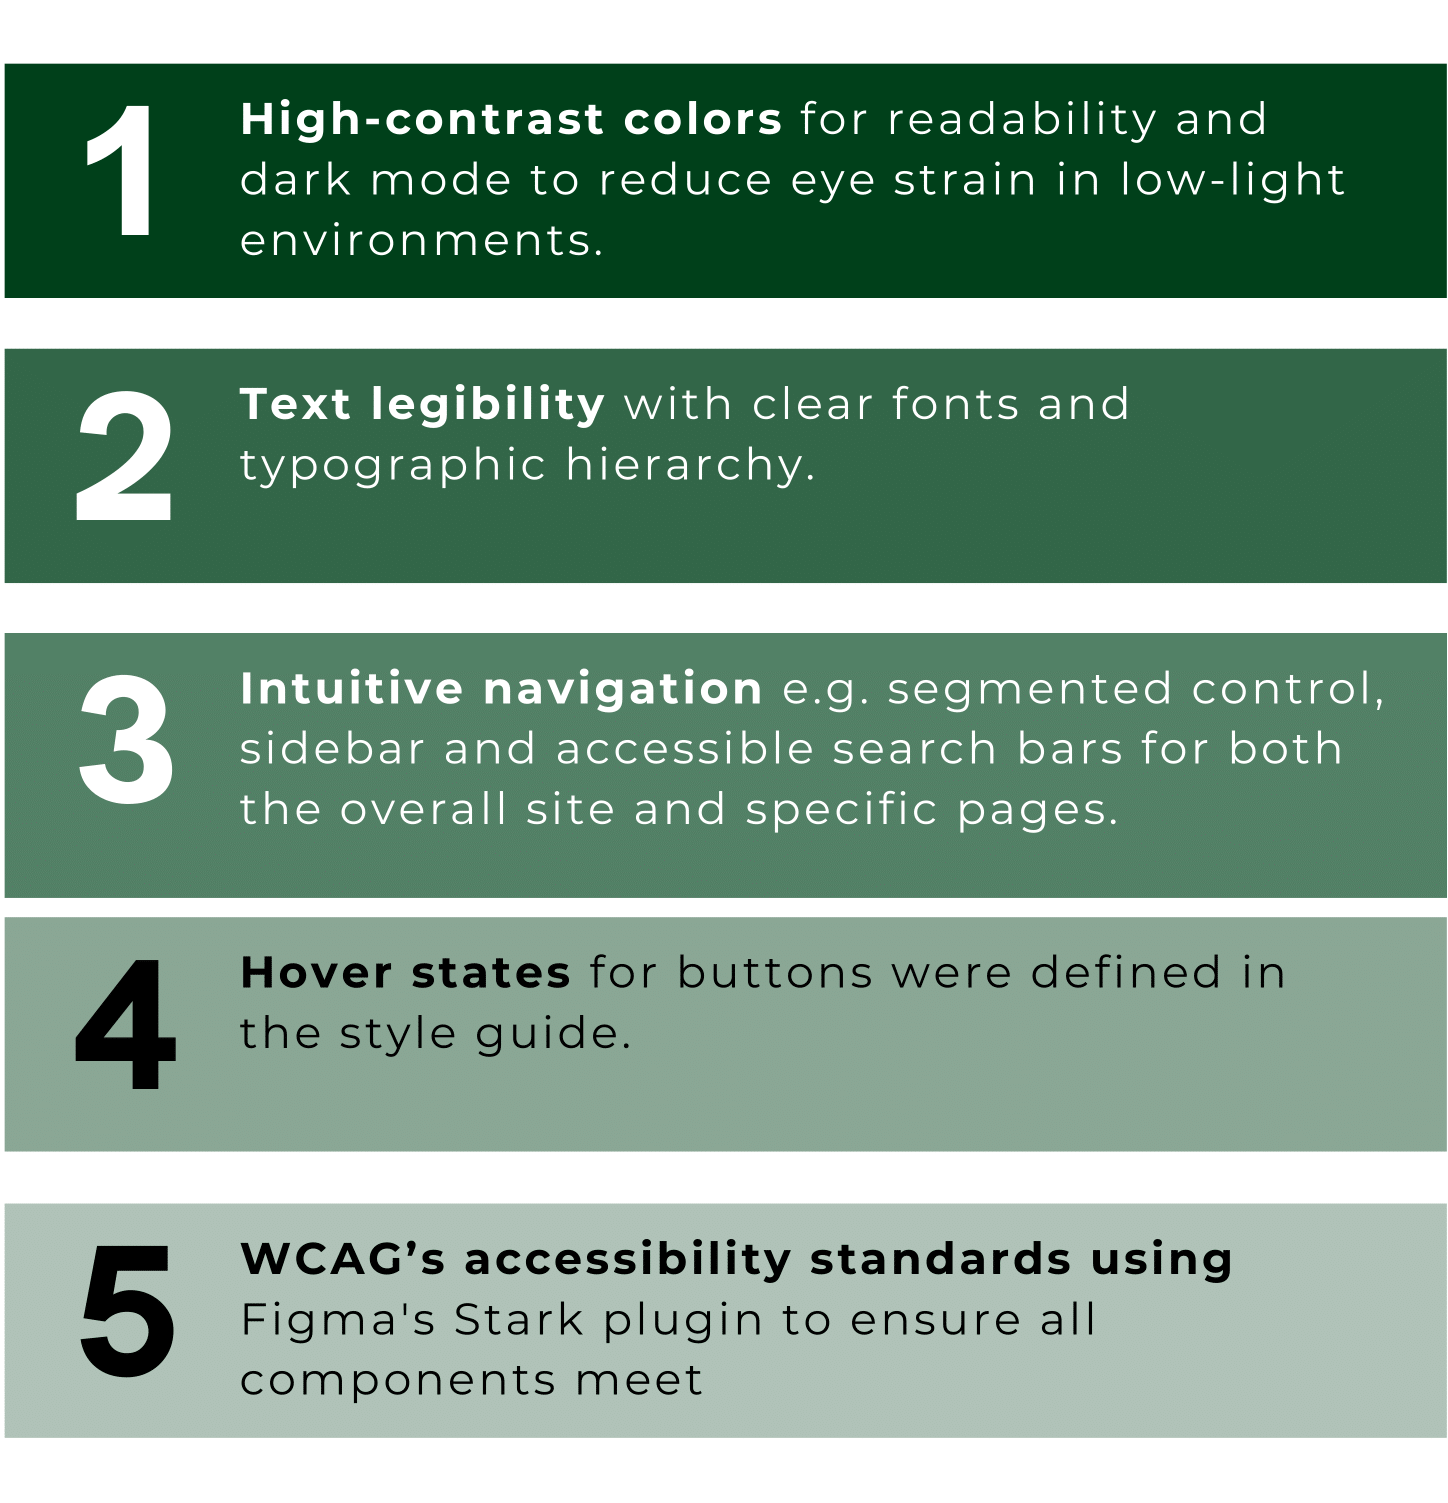 1
High-contrast colors for readability and
dark mode to reduce eye strain in low-light
environments.
2
Text legibility with clear fonts and
typographic hierarchy.
3
Intuitive navigation e.g. segmented control,
sidebar and accessible search bars for both
the overall site and specific pages.
4
Hover states for buttons were defined in
the style guide.
5
WCAG’s accessibility standards using
Figma's Stark plugin to ensure all
components meet